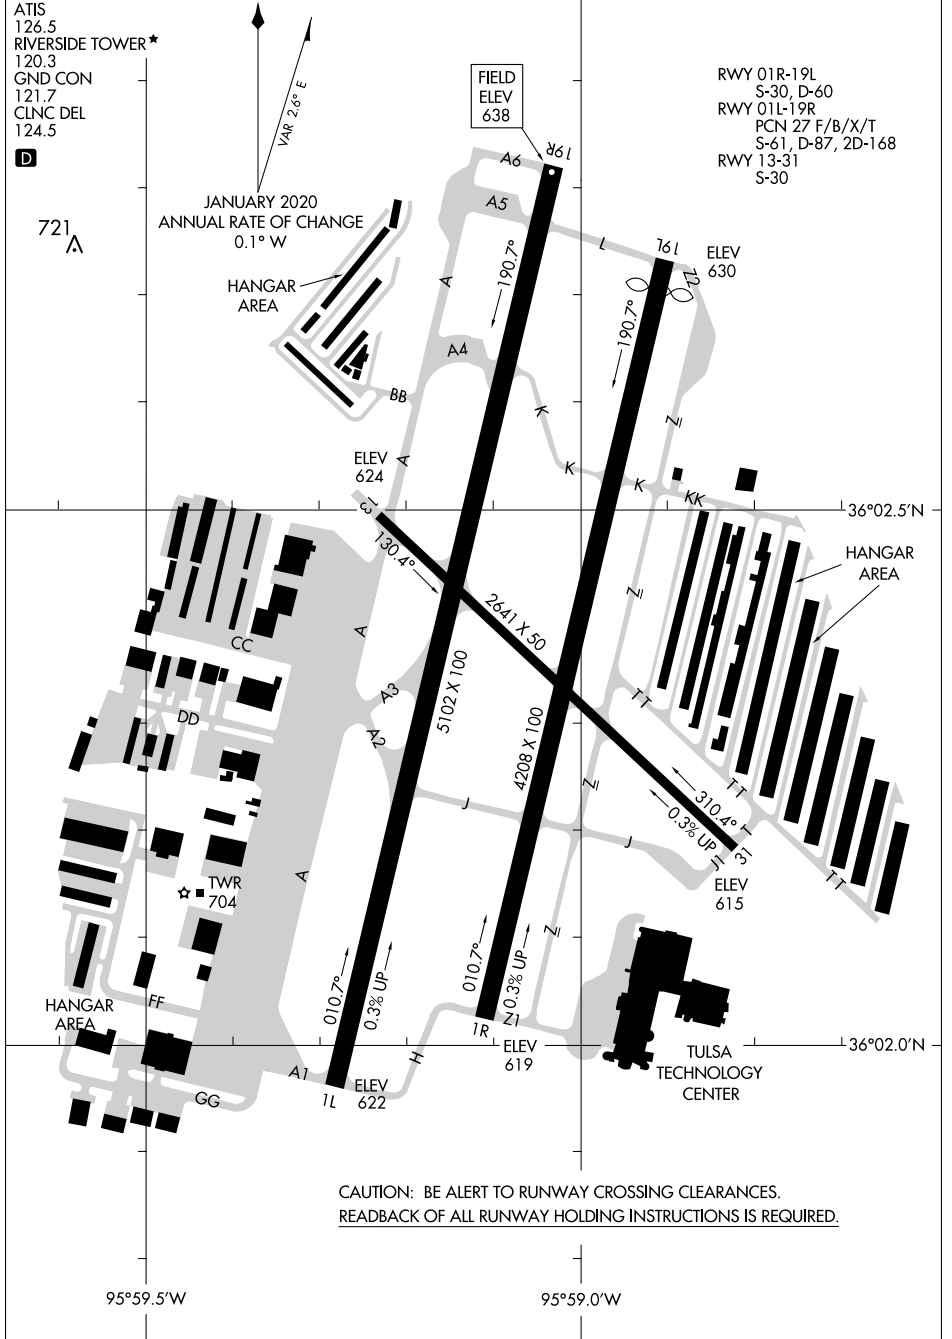 ATIS
126.5
RIVERSIDE TOWER
120.3
GND CON
121.7
CLNC DEL
124.5
D
VAR 2.6° E
JANUARY 2020
ANNUAL RATE OF CHANGE
0.1° W
721
FIELD
ELEV
638
RWY 01R-19L
S-30, D-60
RWY 01L-19R
PCN 27 F/B/X/T
S-61, D-87, 2D-168
RWY 13-31
S-30
A6
19R
A5
L
19L
ELEV
630
Z2
HANGAR
AREA
A
190.7°
190.7°
A4
BB
K
Z
A
ELEV
624
K
K
KK
13
36°02.5'N
130.4°
HANGAR
AREA
2641 X 50
Z
A
CC
5102 X 100
A3
TT
DD
A2
4208 X 100
J
Z
310.4°
TT
0.3% UP
T
J
JJ
31
TT
A
TWR
704
ELEV
615
Z
010.7°
0.3% UP
010.7°
0.3% UP
HANGAR
AREA
FF
1R
Z1
ELEV
619
H
36°02.0'N
TULSA
TECHNOLOGY
CENTER
A1
1L
ELEV
622
GG
CAUTION: BE ALERT TO RUNWAY CROSSING CLEARANCES.
READBACK OF ALL RUNWAY HOLDING INSTRUCTIONS IS REQUIRED.
95°59.5'W
95°59.0'W